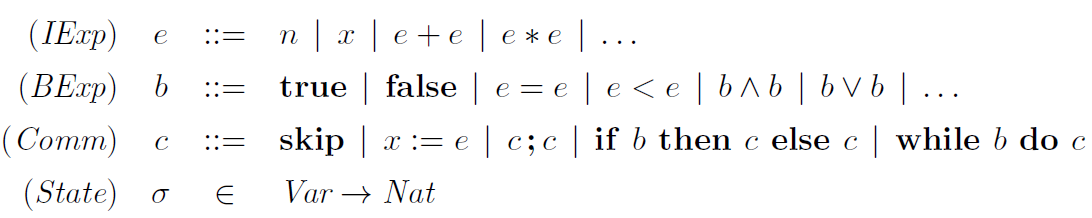 (IExp) e ::= n | x | e + e | e ∗ e | . . .
(BExp) b ::= true | false | e = e | e < e | b ∧ b | b ∨ b | . . .
(Comm) c ::= skip | x := e | c ; c | if b then c else c | while b do c
(State) σ ∈ Var → Nat